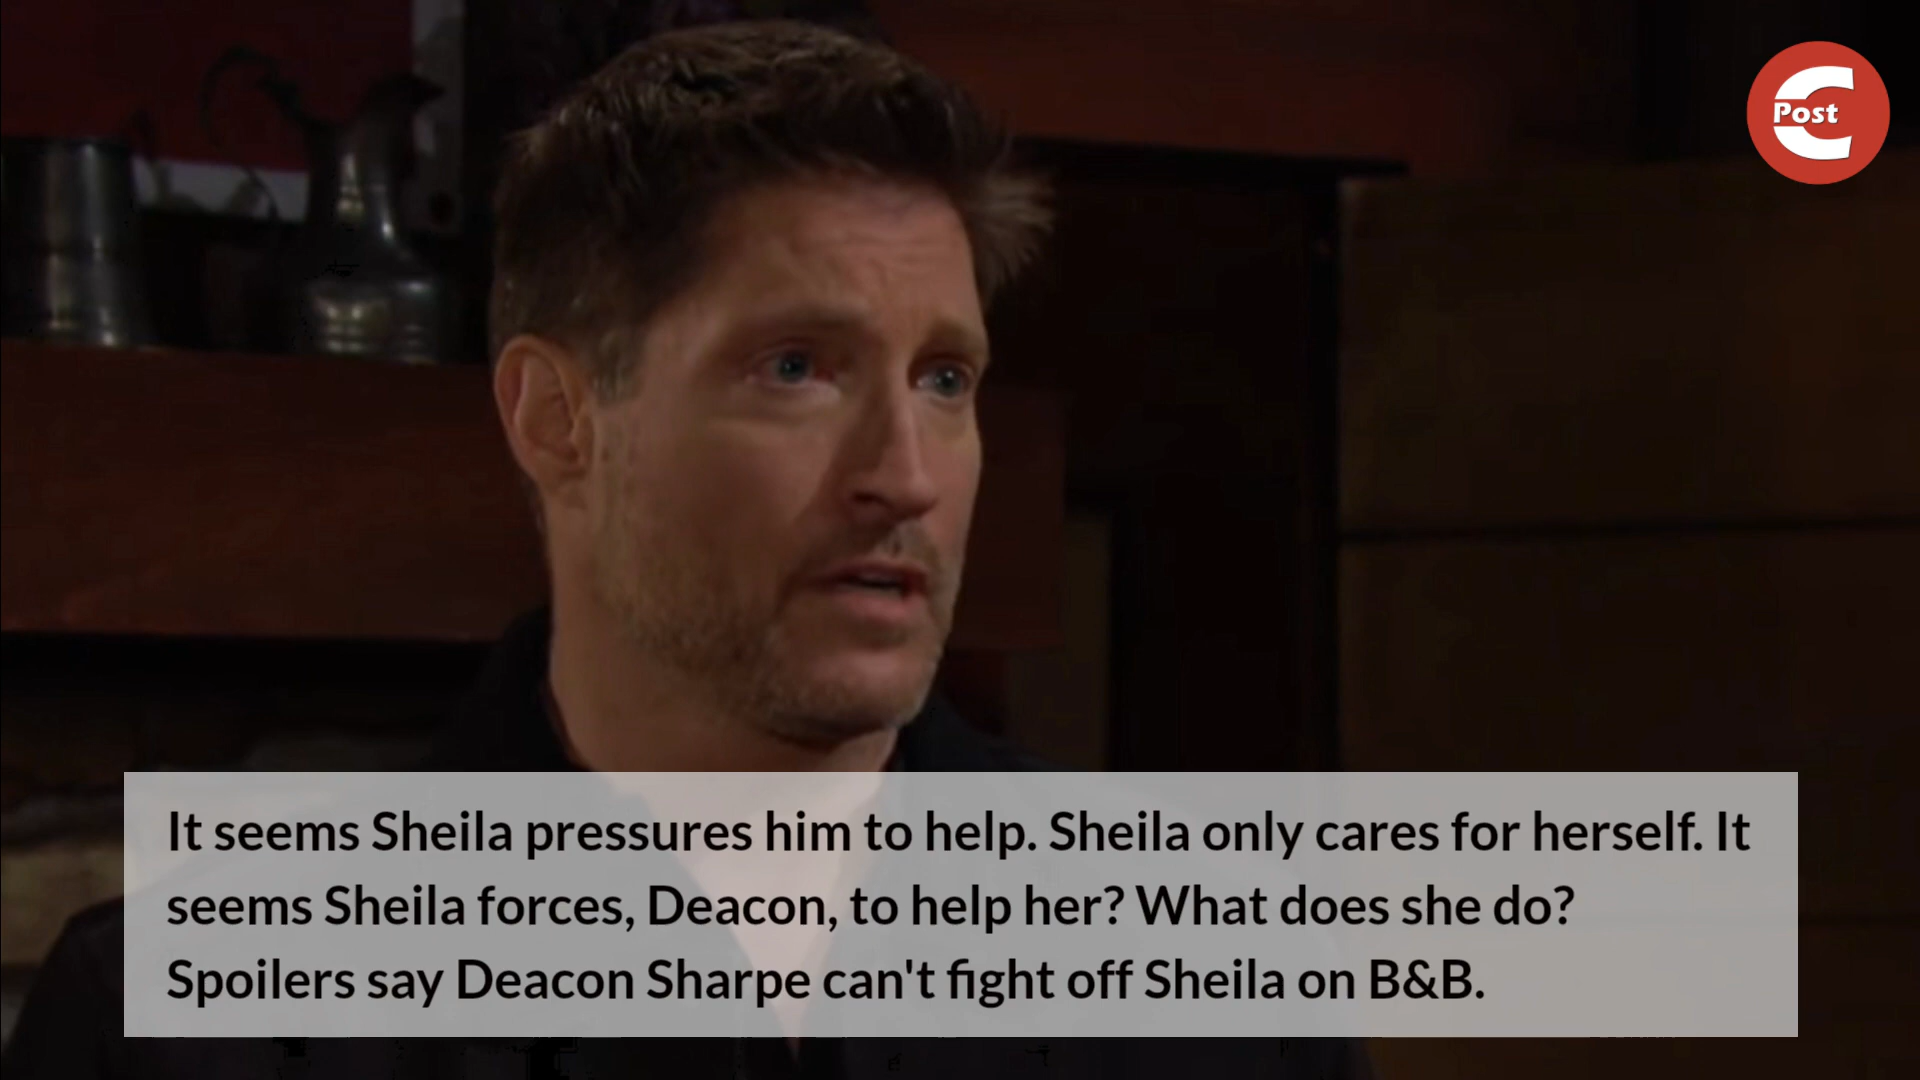 Post
It seems Sheila pressures him to help. Sheila only cares for herself. It
seems Sheila forces, Deacon, to help her? What does she do?
Spoilers say Deacon Sharpe can't fight off Sheila on B&B.